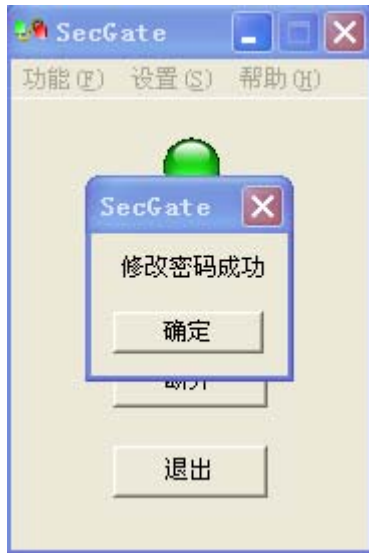 SecGate
功能(F) 设置(S) 帮助(H)
SecGate
修改密码成功
确定
退出